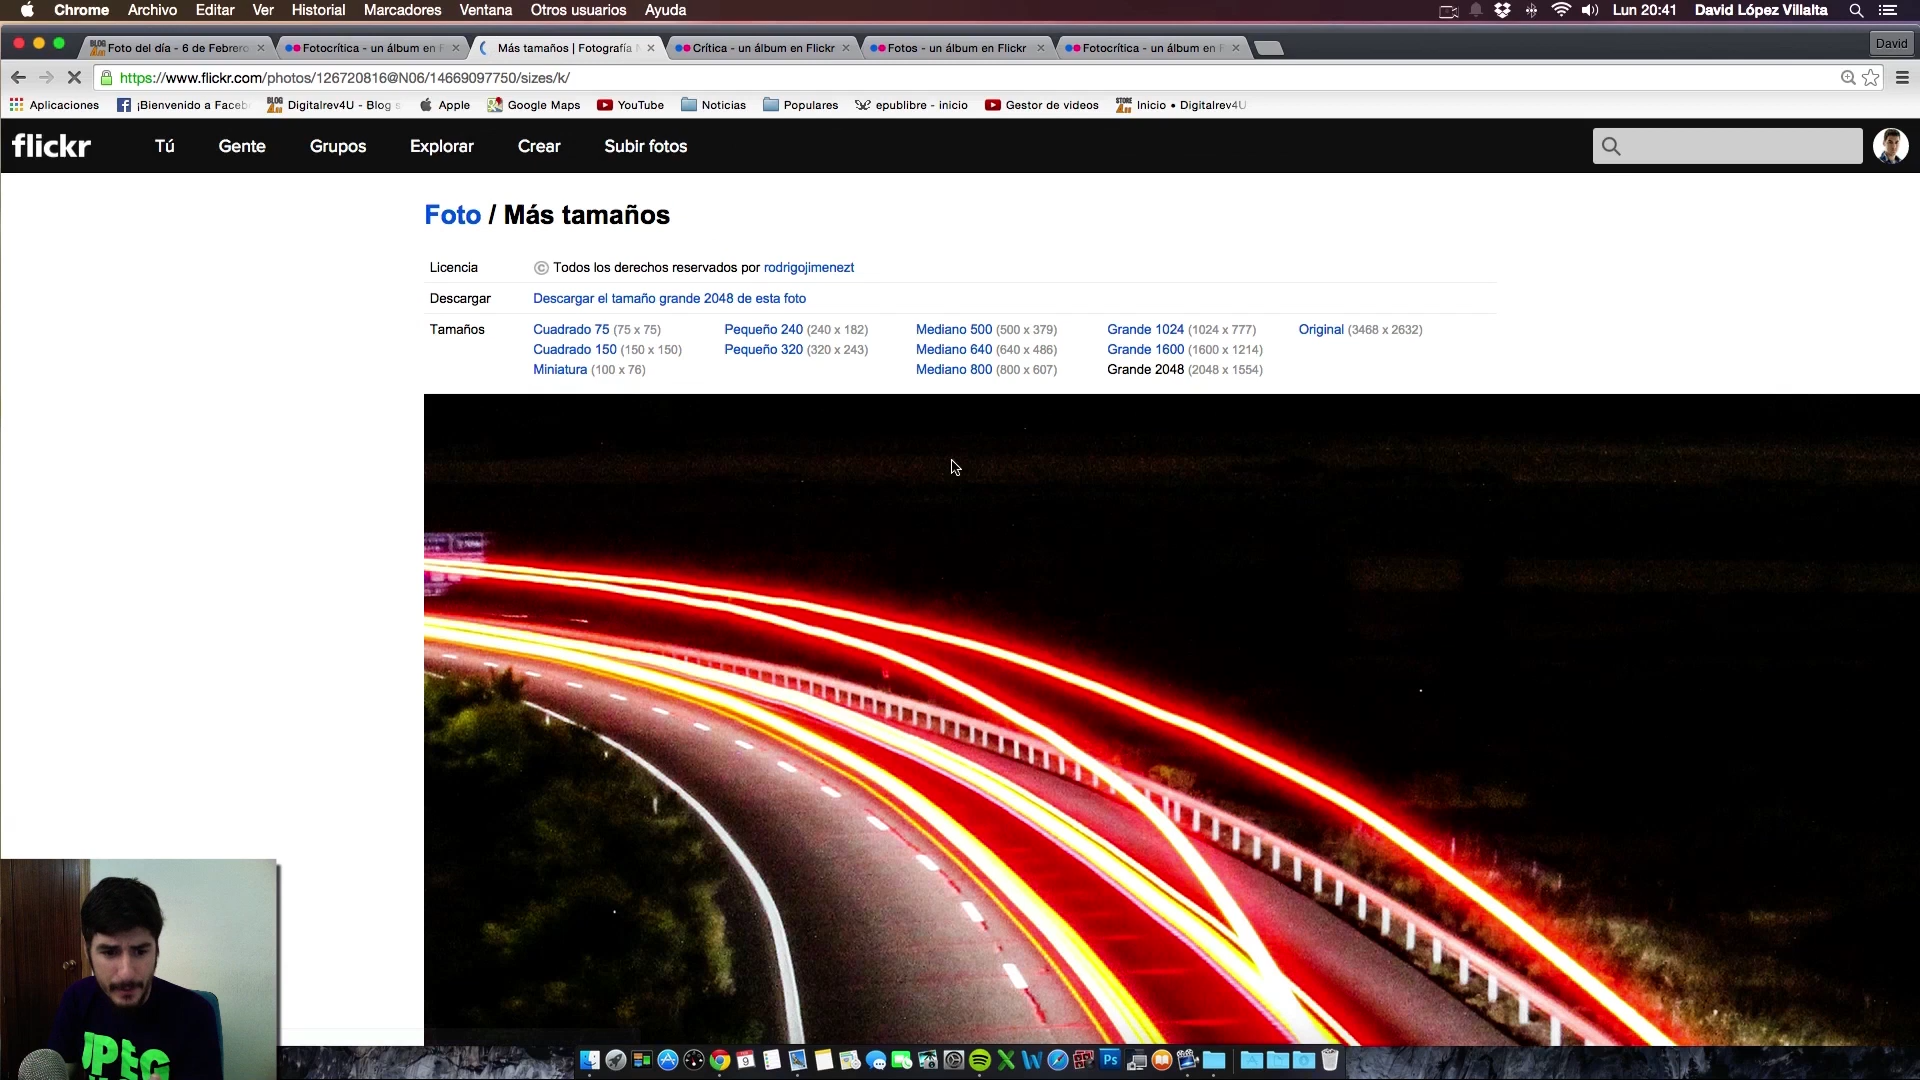 Chrome Archivo Editar Ver Historial Marcadores Ventana Otros usuarios Ayuda Lun 20:41 David López Villalta
Foto del día - 6 de Febrero Fotocrítica - un álbum en F Más tamaños | Fotografía Crítica - un álbum en Flickr Fotos - un álbum en Flickr Fotocrítica - un álbum en F David
https://www.flickr.com/photos/126720816@N06/14669097750/sizes/k/
Aplicaciones ¡Bienvenido a Faceb Digitalrev4U - Blog s Apple Google Maps YouTube Noticias Populares epublibre - inicio Gestor de videos Inicio • Digitalrev4U
flickr Tú Gente Grupos Explorar Crear Subir fotos
Foto / Más tamaños
Licencia © Todos los derechos reservados por rodrigojimenezt
Descargar Descargar el tamaño grande 2048 de esta foto
Tamaños Cuadrado 75 (75 x 75) Pequeño 240 (240 x 182) Mediano 500 (500 x 379) Grande 1024 (1024 x 777) Original (3468 x 2632)
Cuadrado 150 (150 x 150) Pequeño 320 (320 x 243) Mediano 640 (640 x 486) Grande 1600 (1600 x 1214)
Miniatura (100 x 76) Mediano 800 (800 x 607) Grande 2048 (2048 x 1554)
JPEG
Ps